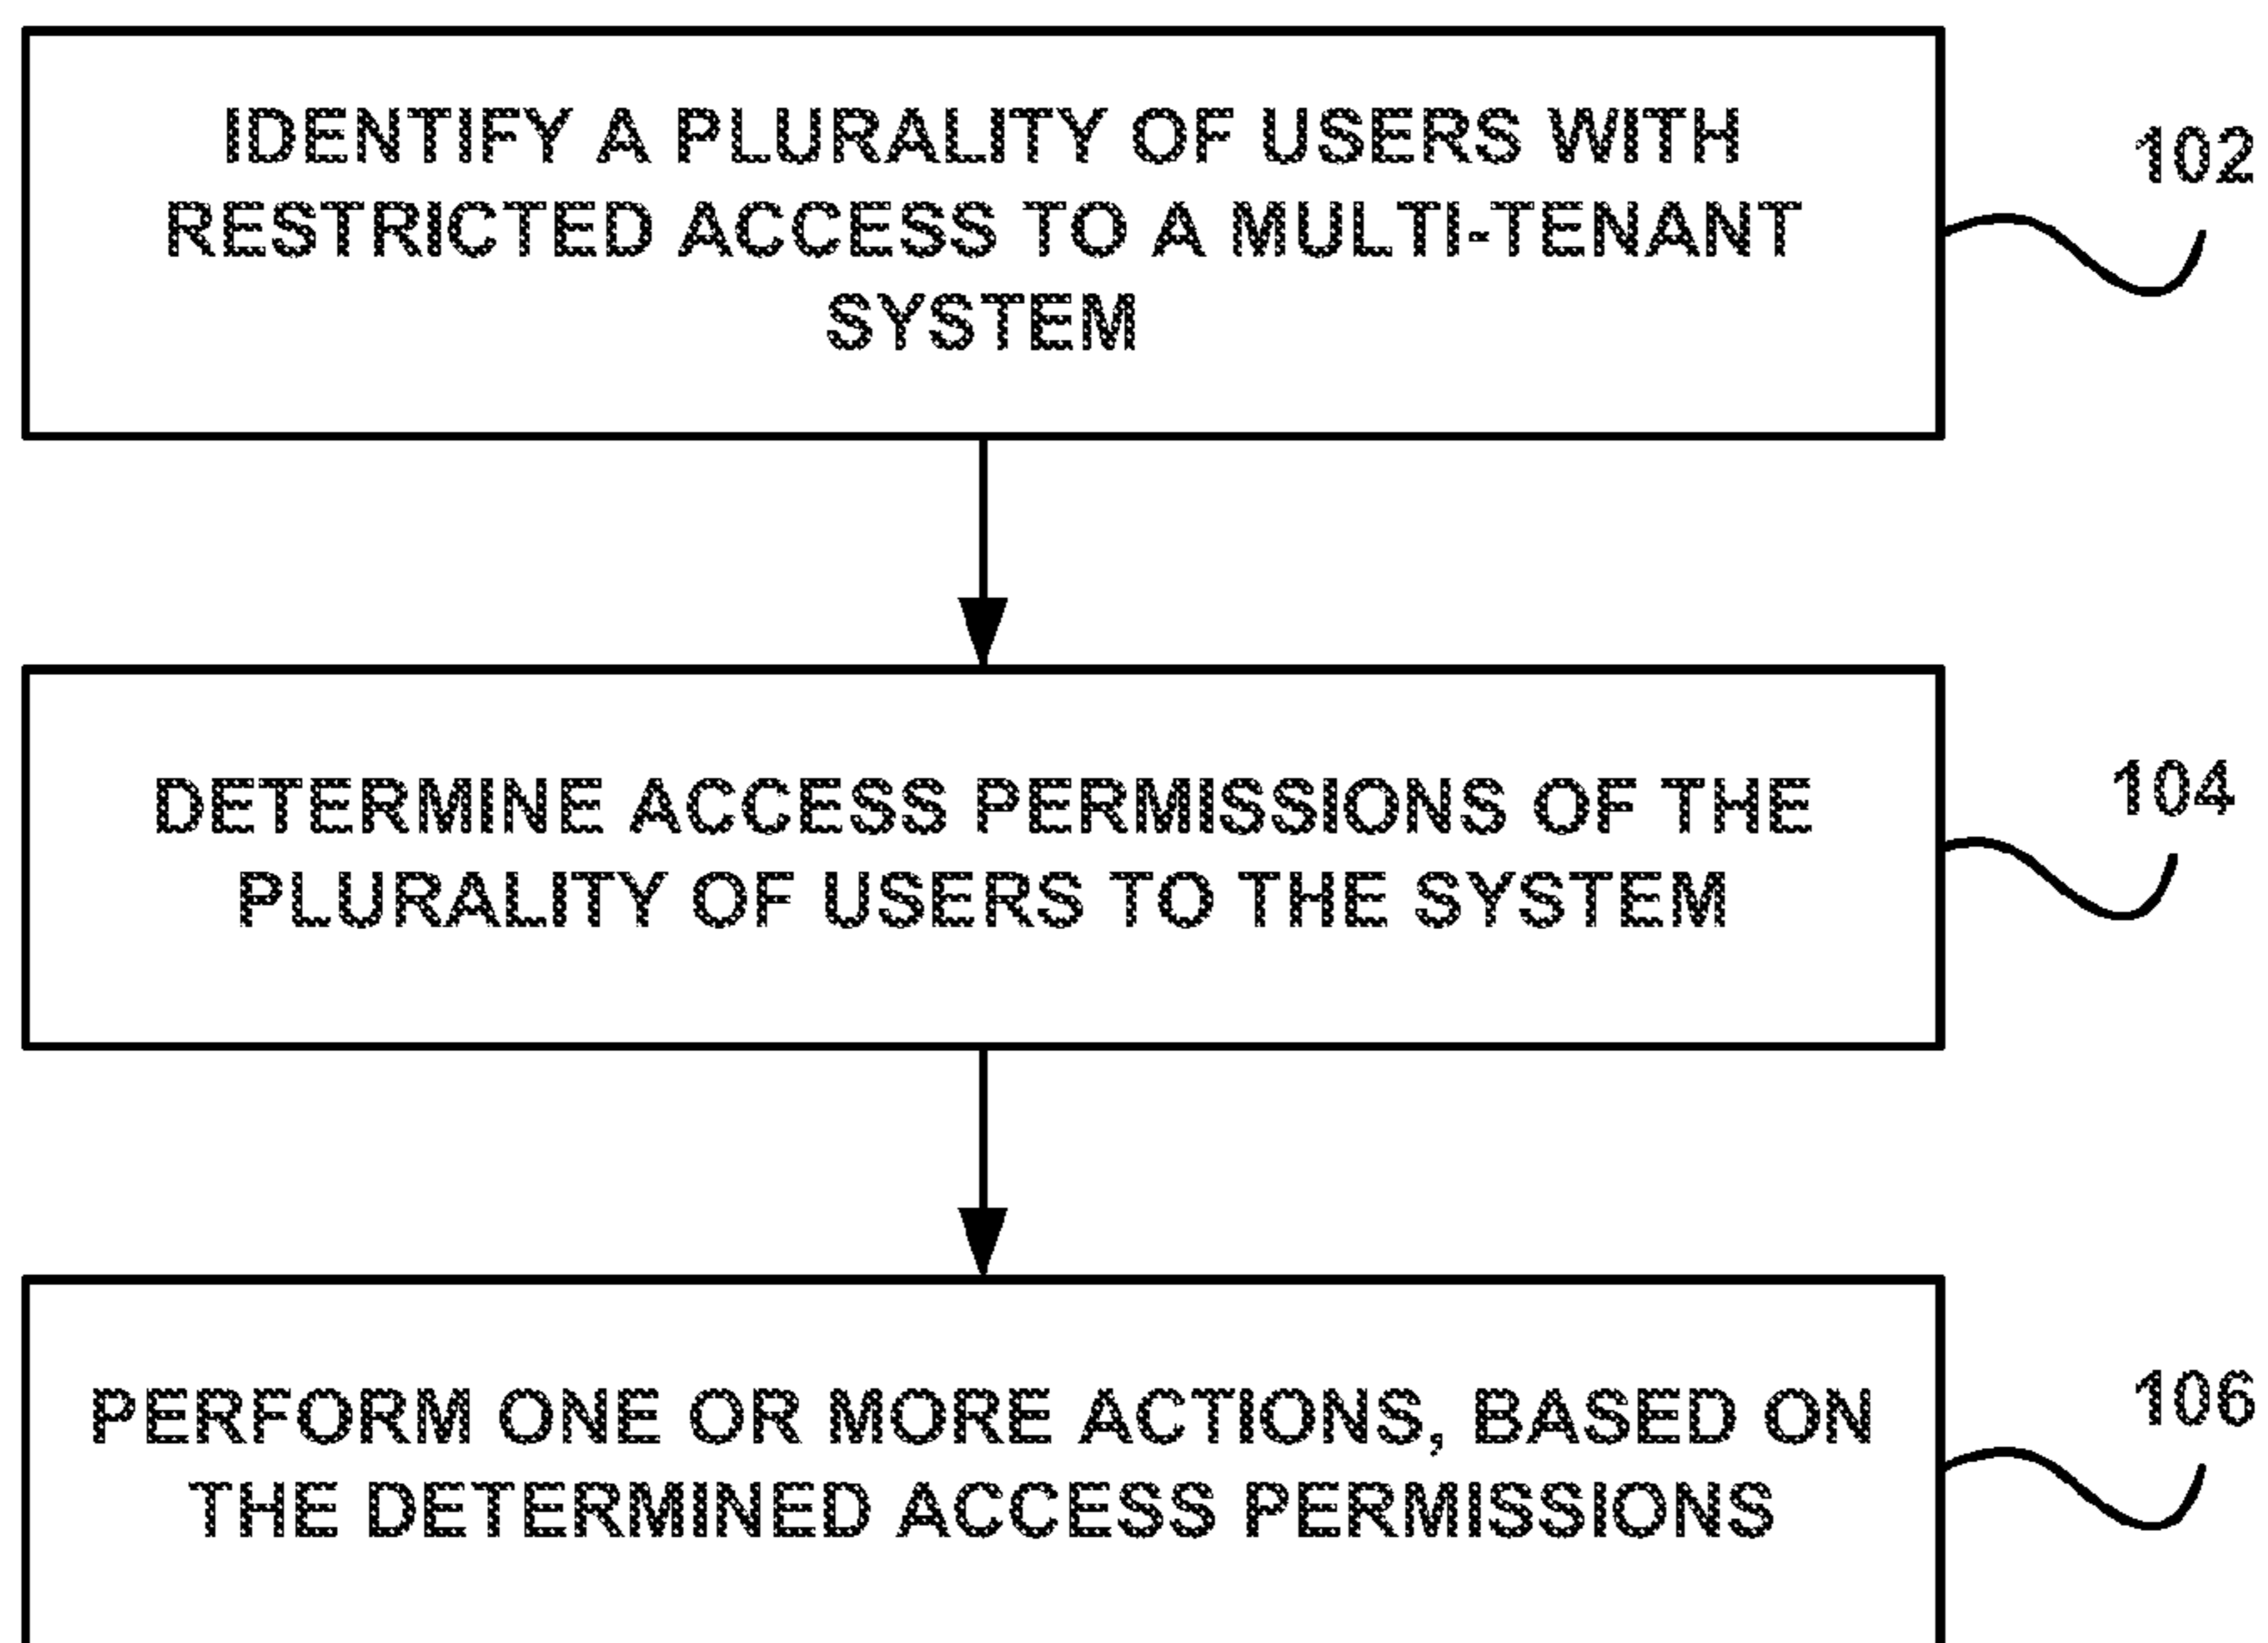 IDENTIFY A PLURALITY OF USERS WITH
RESTRICTED ACCESS TO A MULTI-TENANT
SYSTEM
102
DETERMINE ACCESS PERMISSIONS OF THE
PLURALITY OF USERS TO THE SYSTEM
104
PERFORM ONE OR MORE ACTIONS, BASED ON
THE DETERMINED ACCESS PERMISSIONS
106